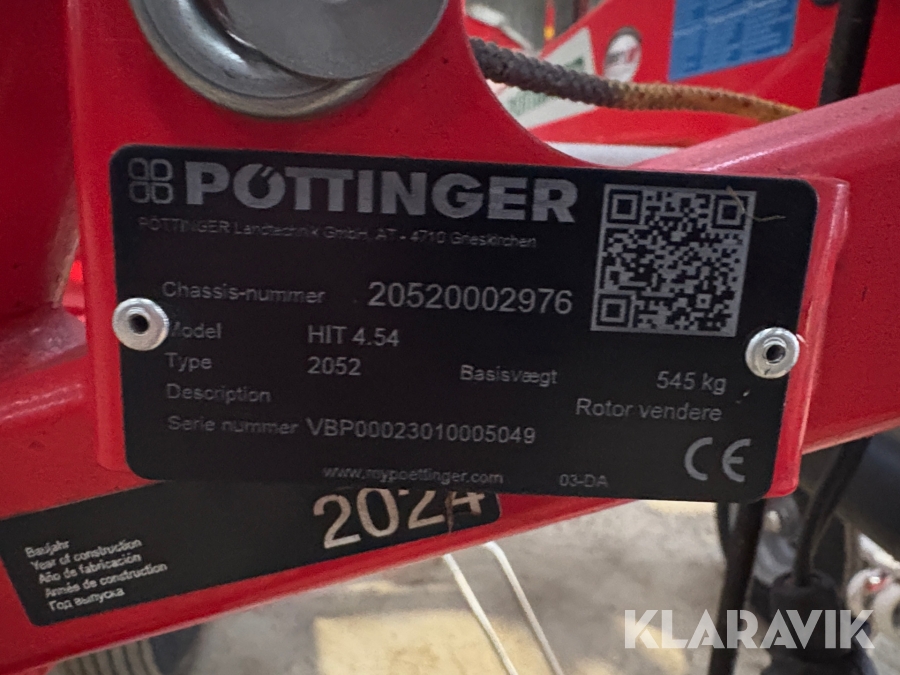 PÖTTINGER
PÖTTINGER Landtechnik GmbH, AT - 4710 Grieskirchen
Chassis-nummer 20520002976
Model HIT 4.54
Type 2052 Basisvægt 545 kg
Description Rotor vendere
Serie nummer VBP00023010005049
CE
www.mypoettinger.com 03-DA
2024
Baujahr
Year of construction
Año de fabricación
Année de construction
Год выпуска
KLARAVIK